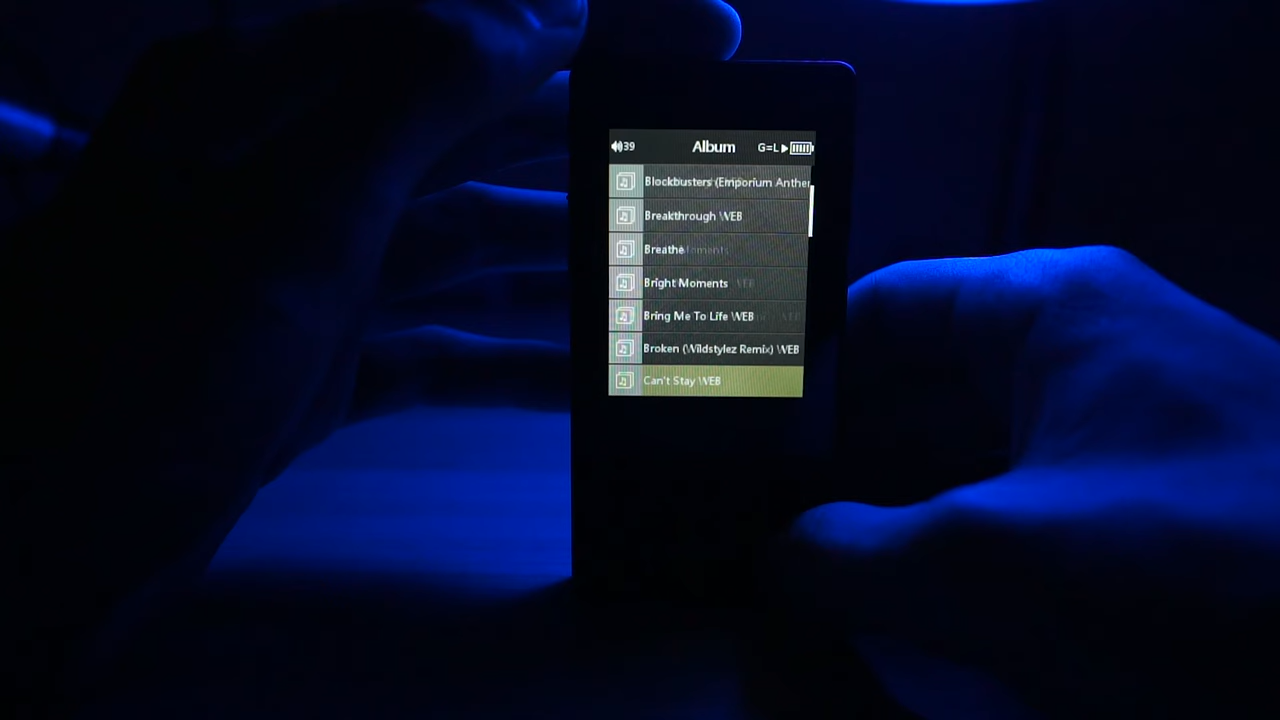 39 Album G=L
Blockbusters (Emporium Anther
Breakthrough WEB
Breathe
Bright Moments
Bring Me To Life WEB
Broken (Wildstylez Remix) WEB
Can't Stay WEB